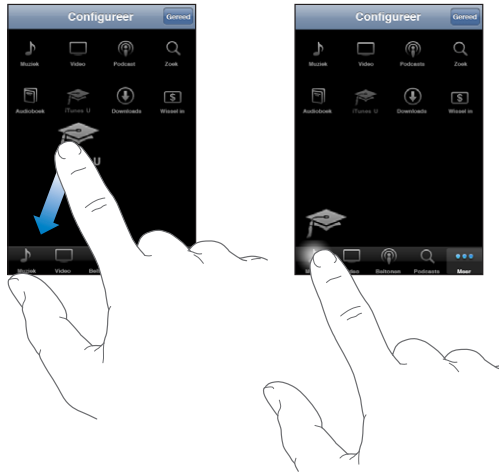 Configureer Gereed
Muziek Video Podcast Zoek
Audioboek iTunes U Downloads Wissel in
U
Muziek Video Bel
Configureer Gereed
Muziek Video Podcasts Zoek
Audioboek iTunes U Downloads Wissel in
Beltonen Podcasts Meer